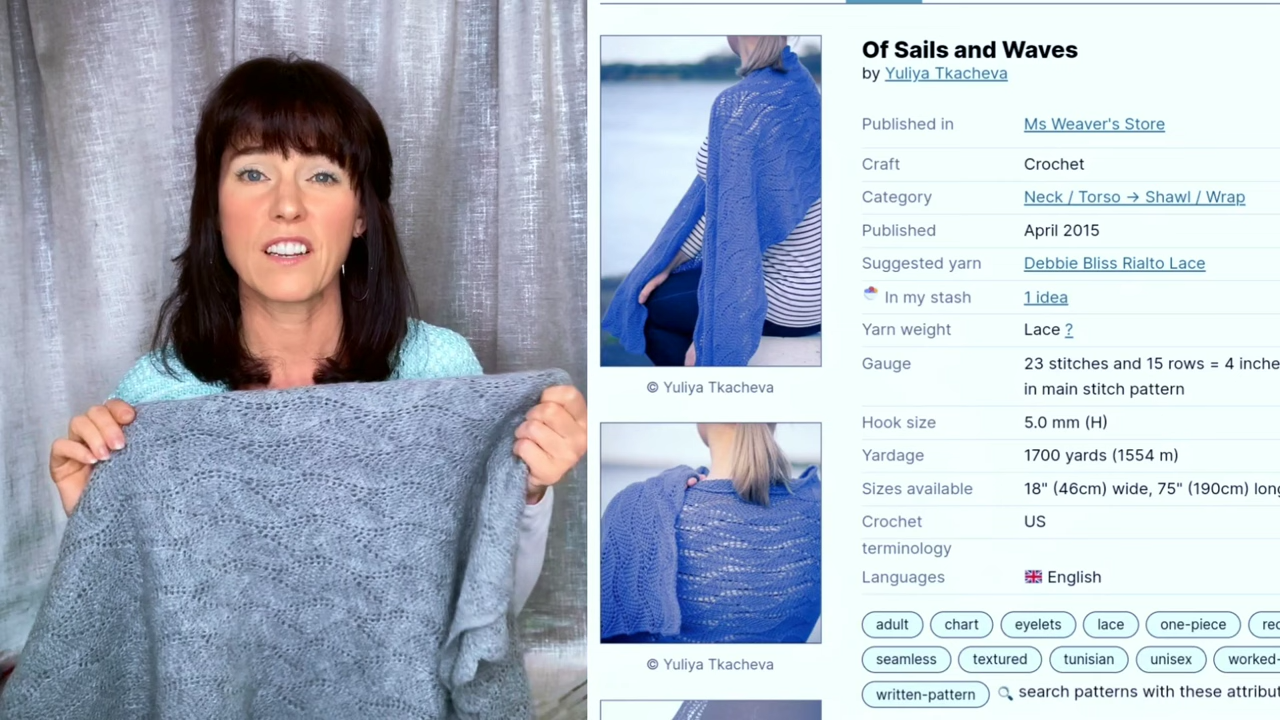 Of Sails and Waves
by Yuliya Tkacheva
Published in Ms Weaver's Store
Craft Crochet
Category Neck / Torso → Shawl / Wrap
Published April 2015
Suggested yarn Debbie Bliss Rialto Lace
In my stash 1 idea
Yarn weight Lace ?
Gauge 23 stitches and 15 rows = 4 inche
in main stitch pattern
Hook size 5.0 mm (H)
Yardage 1700 yards (1554 m)
Sizes available 18" (46cm) wide, 75" (190cm) long
Crochet terminology US
Languages English
adult chart eyelets lace one-piece rec
seamless textured tunisian unisex worked-
written-pattern search patterns with these attribut
© Yuliya Tkacheva
© Yuliya Tkacheva